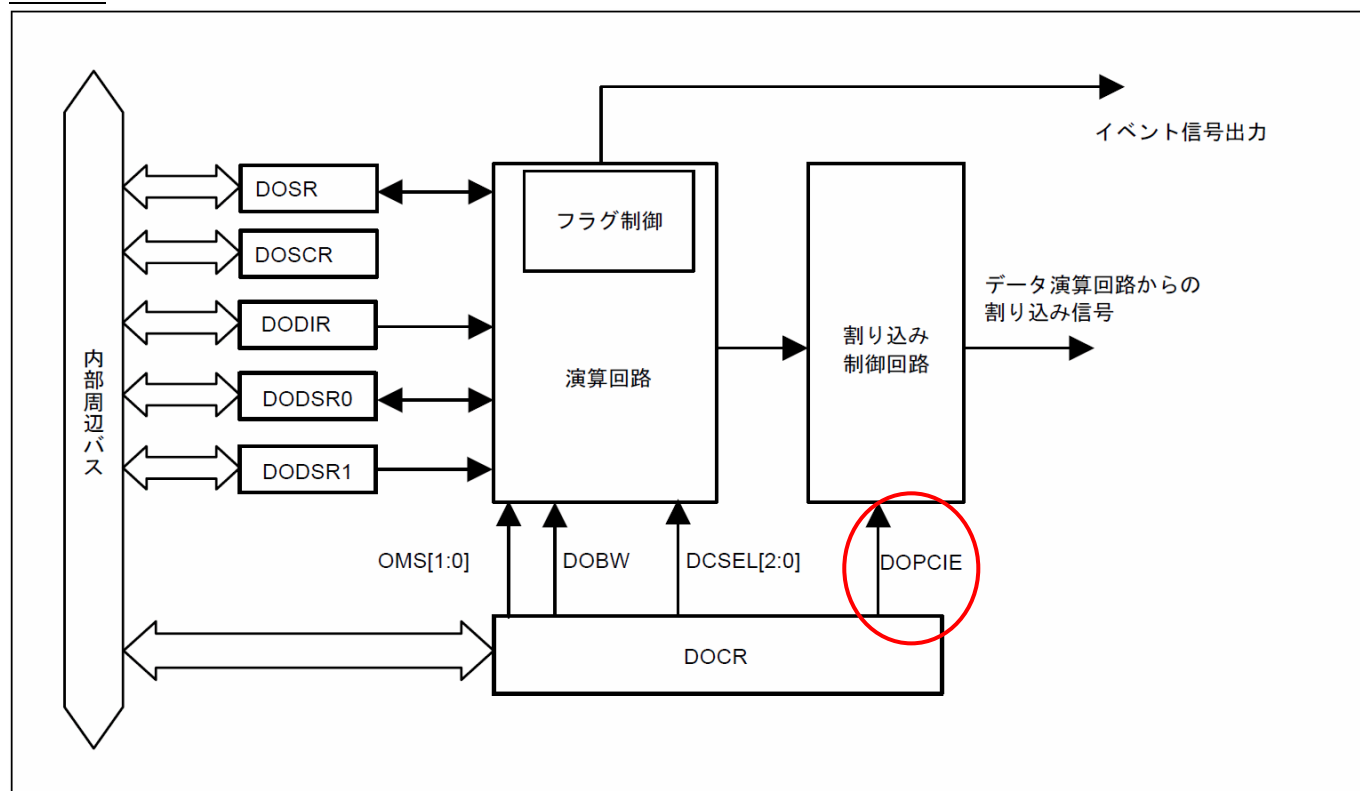 イベント信号出力
DOSR
フラグ制御
DOSCR
データ演算回路からの
割り込み信号
DODIR
割り込み
制御回路
内部周辺バス
演算回路
DODSR0
DODSR1
OMS[1:0]
DOBW
DCSEL[2:0]
DOPCIE
DOCR